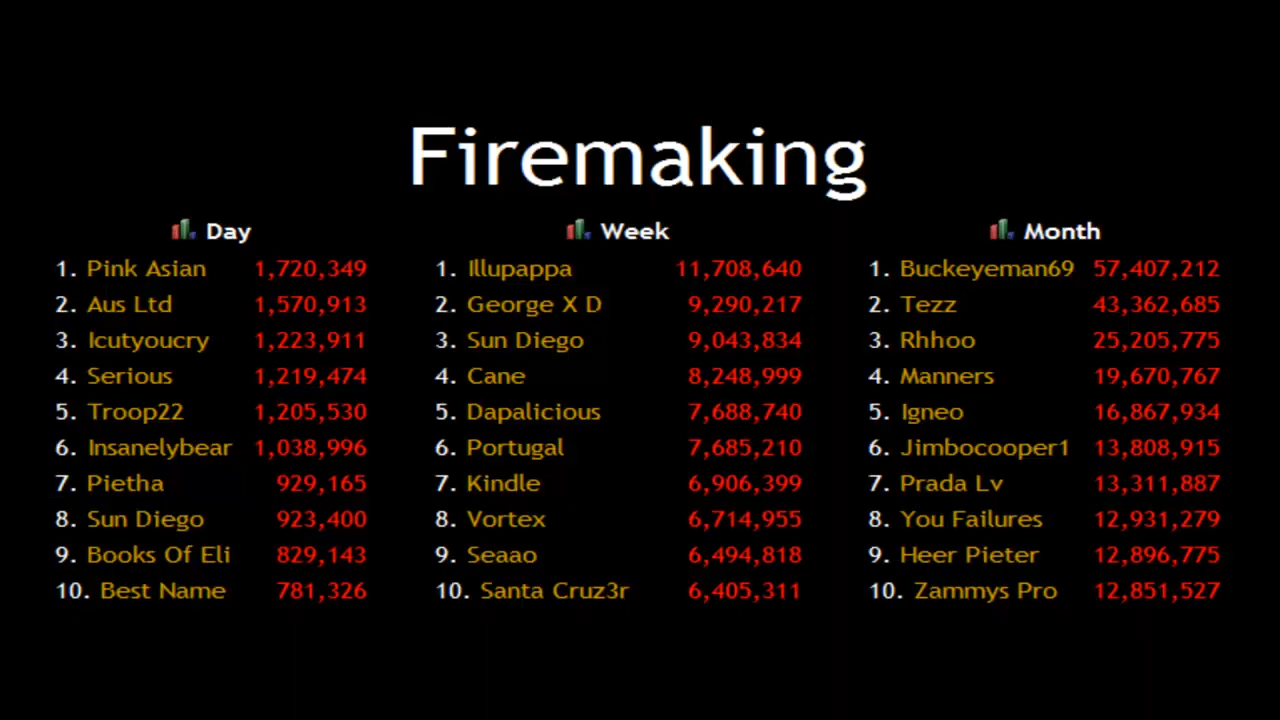 Firemaking
Day Week Month
1. Pink Asian 1,720,349 1. Illupappa 11,708,640 1. Buckeyeman69 57,407,212
2. Aus Ltd 1,570,913 2. George X D 9,290,217 2. Tezz 43,362,685
3. Icutyoucry 1,223,911 3. Sun Diego 9,043,834 3. Rhhoo 25,205,775
4. Serious 1,219,474 4. Cane 8,248,999 4. Manners 19,670,767
5. Troop22 1,205,530 5. Dapalicious 7,688,740 5. Igneo 16,867,934
6. Insanelybear 1,038,996 6. Portugal 7,685,210 6. Jimbocooper1 13,808,915
7. Pietha 929,165 7. Kindle 6,906,399 7. Prada Lv 13,311,887
8. Sun Diego 923,400 8. Vortex 6,714,955 8. You Failures 12,931,279
9. Books Of Eli 829,143 9. Seaao 6,494,818 9. Heer Pieter 12,896,775
10. Best Name 781,326 10. Santa Cruz3r 6,405,311 10. Zammys Pro 12,851,527